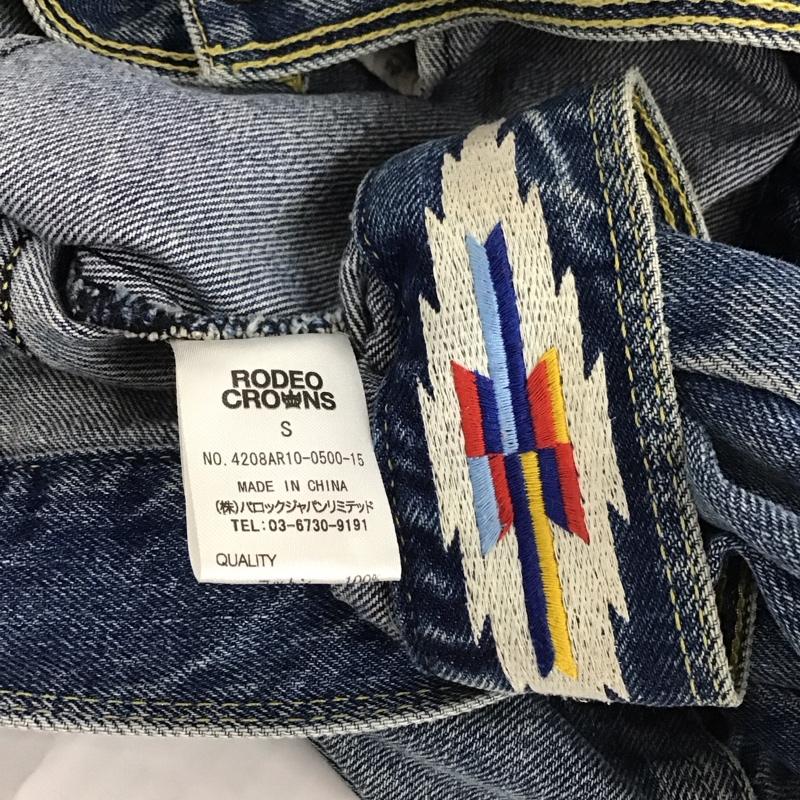 RODEO
CROWNS
S
NO. 4208AR10-0500-15
MADE IN CHINA
(株)バロックジャパンリミテッド
TEL:03-6730-9191
QUALITY
100%